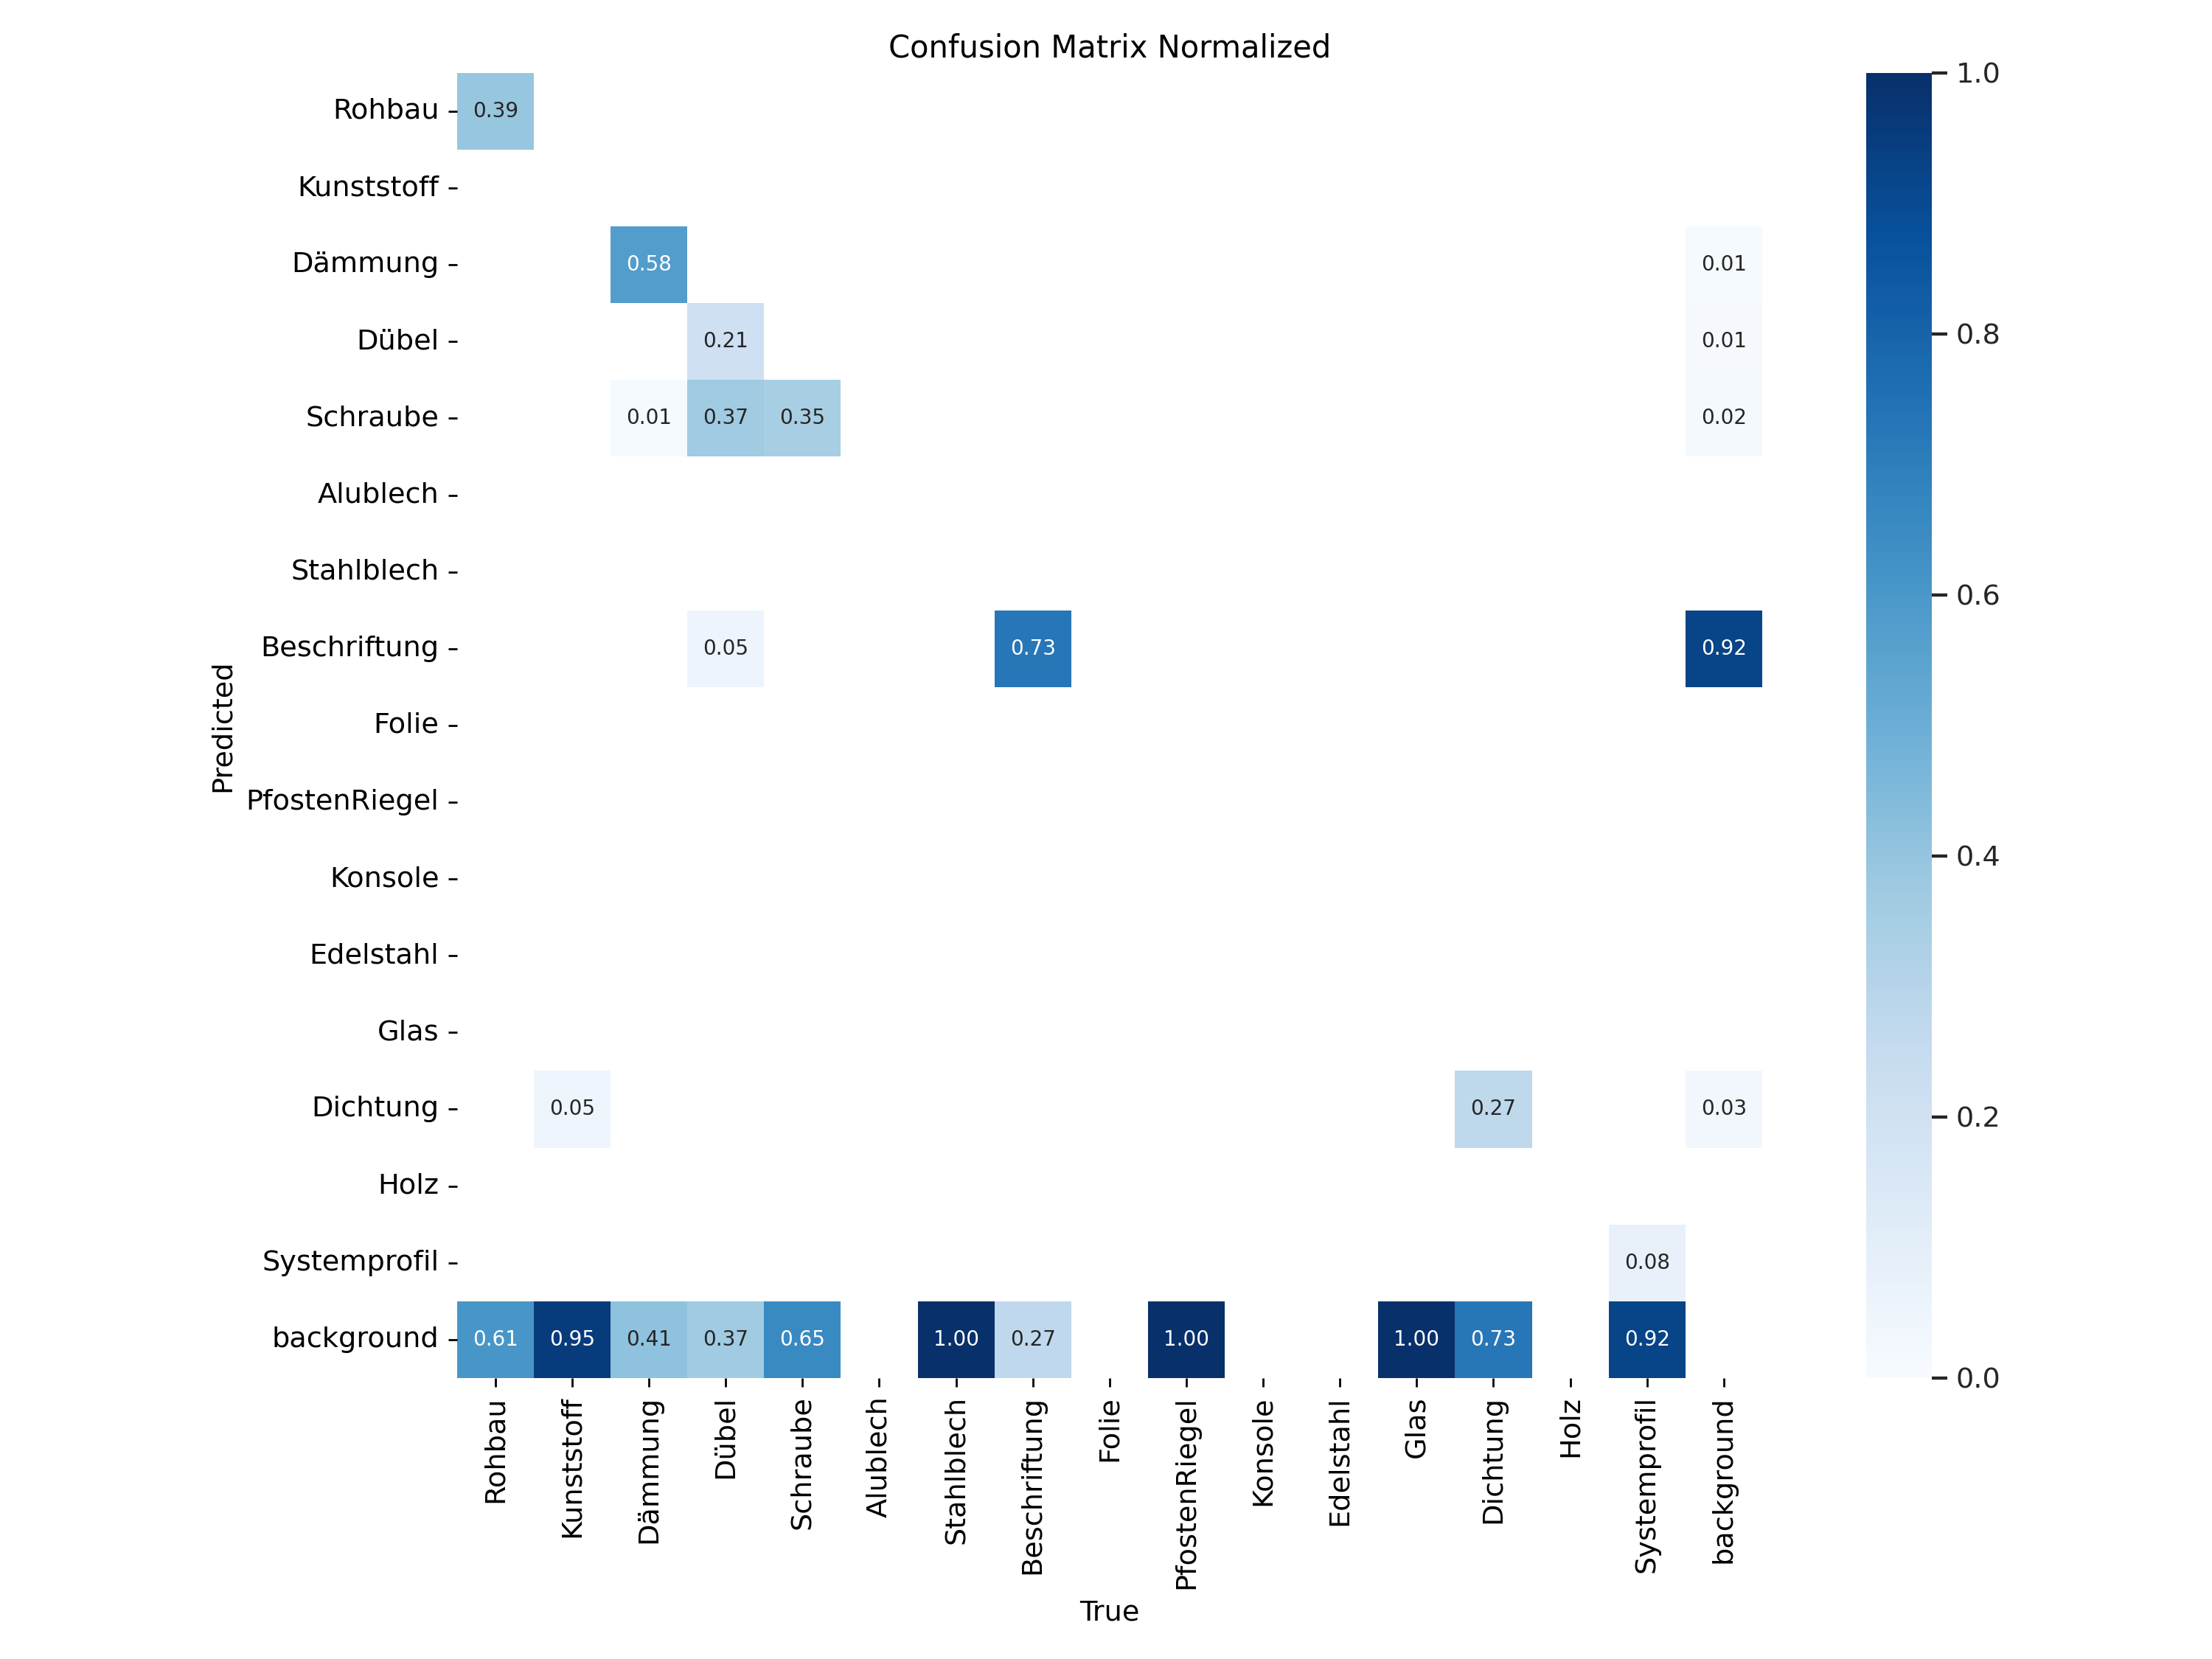 Confusion Matrix Normalized
Rohbau 0.39
Kunststoff
Dämmung 0.58 0.01
Dübel 0.21 0.01
Schraube 0.01 0.37 0.35 0.02
Alublech
Stahlblech
Beschriftung 0.05 0.73 0.92
Folie
PfostenRiegel
Konsole
Edelstahl
Glas
Dichtung 0.05 0.27 0.03
Holz
Systemprofil 0.08
background 0.61 0.95 0.41 0.37 0.65 1.00 0.27 1.00 1.00 0.73 0.92
Predicted
Rohbau
Kunststoff
Dämmung
Dübel
Schraube
Alublech
Stahlblech
Beschriftung
Folie
PfostenRiegel
Konsole
Edelstahl
Glas
Dichtung
Holz
Systemprofil
background
True
1.0
0.8
0.6
0.4
0.2
0.0